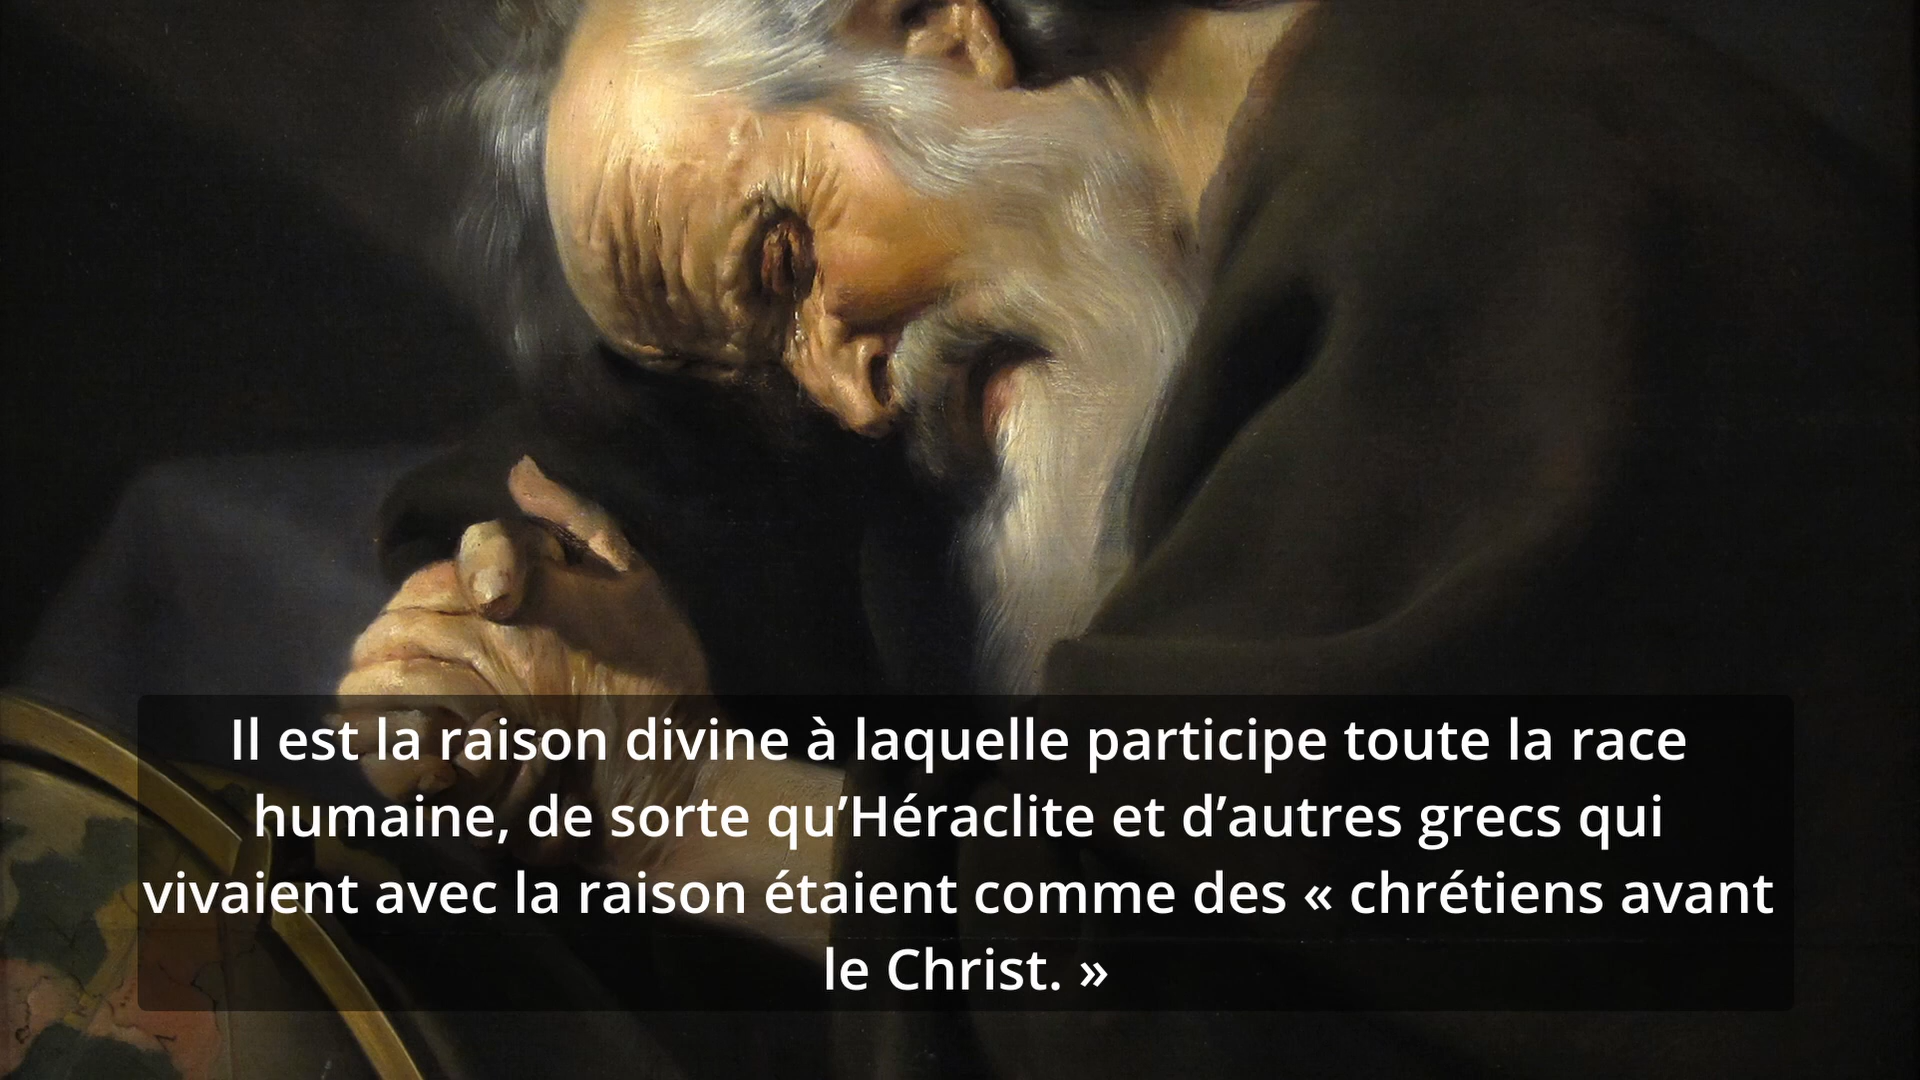 Il est la raison divine à laquelle participe toute la race
humaine, de sorte qu’Héraclite et d’autres grecs qui
vivaient avec la raison étaient comme des « chrétiens avant
le Christ. »